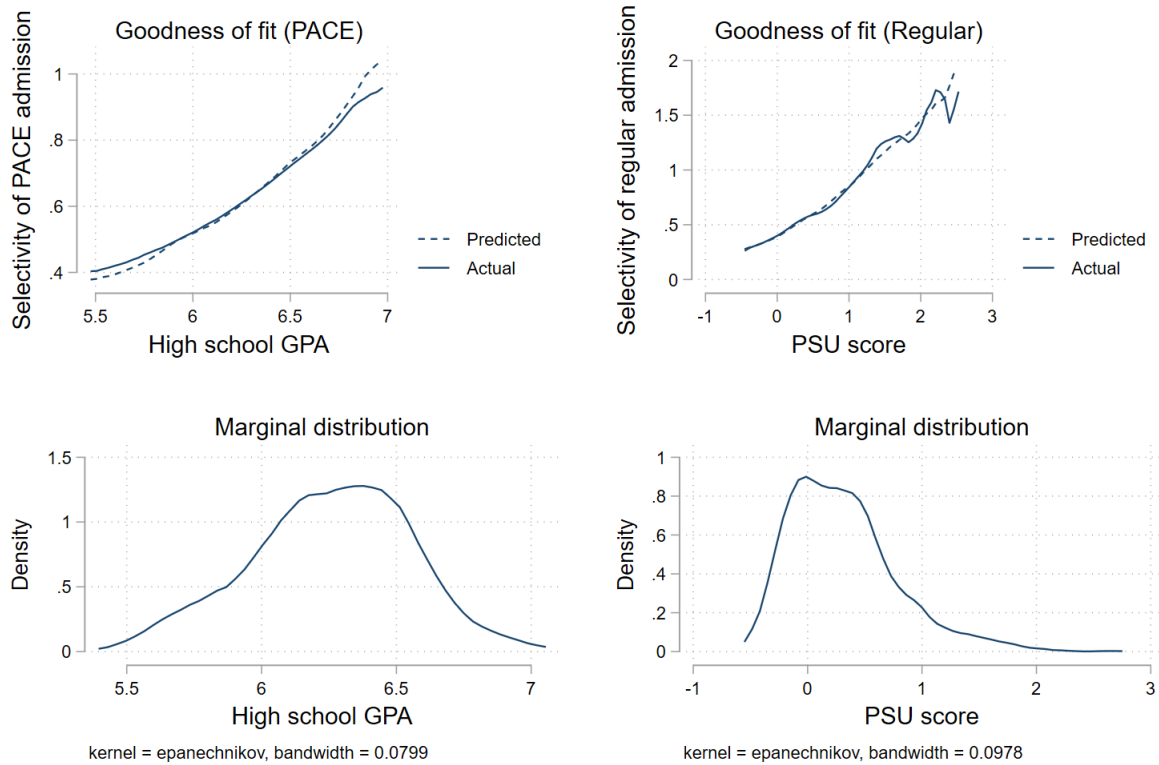 Goodness of fit (PACE)
Selectivity of PACE admission
1
.8
.6
.4
5.5 6 6.5 7
High school GPA
Predicted
Actual
Goodness of fit (Regular)
Selectivity of regular admission
2
1.5
1
.5
0
-1 0 1 2 3
PSU score
Predicted
Actual
Marginal distribution
Density
1.5
1
.5
0
5.5 6 6.5 7
High school GPA
kernel = epanechnikov, bandwidth = 0.0799
Marginal distribution
Density
1
.8
.6
.4
.2
0
-1 0 1 2 3
PSU score
kernel = epanechnikov, bandwidth = 0.0978